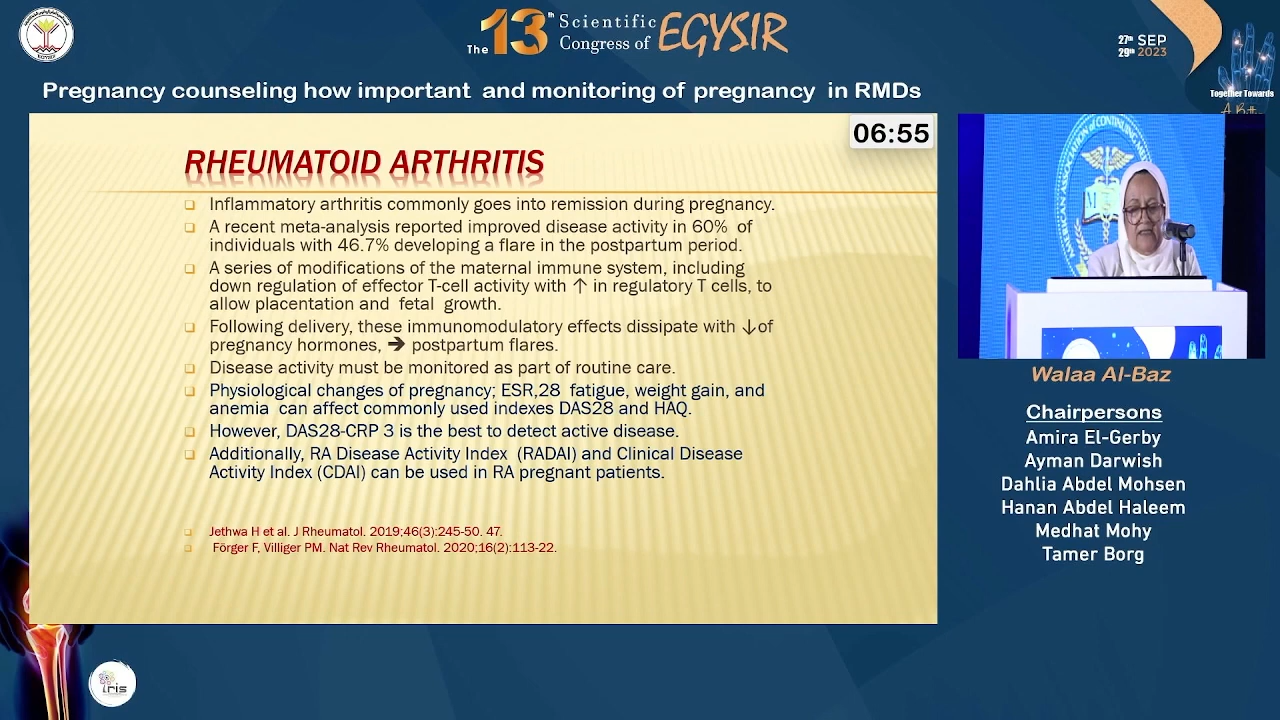 The 13th Scientific Congress of EGYSIR
27th SEP
29th 2023
Together Towards
EGYSIR
Pregnancy counseling how important and monitoring of pregnancy in RMDs
06:55
RHEUMATOID ARTHRITIS
❑ Inflammatory arthritis commonly goes into remission during pregnancy.
❑ A recent meta-analysis reported improved disease activity in 60% of
individuals with 46.7% developing a flare in the postpartum period.
❑ A series of modifications of the maternal immune system, including
down regulation of effector T-cell activity with ↑ in regulatory T cells, to
allow placentation and fetal growth.
❑ Following delivery, these immunomodulatory effects dissipate with ↓of
pregnancy hormones, ➔ postpartum flares.
❑ Disease activity must be monitored as part of routine care.
❑ Physiological changes of pregnancy; ESR,28 fatigue, weight gain, and
anemia can affect commonly used indexes DAS28 and HAQ.
❑ However, DAS28-CRP 3 is the best to detect active disease.
❑ Additionally, RA Disease Activity Index (RADAI) and Clinical Disease
Activity Index (CDAI) can be used in RA pregnant patients.
❑ Jethwa H et al. J Rheumatol. 2019;46(3):245-50. 47.
❑ Förger F, Villiger PM. Nat Rev Rheumatol. 2020;16(2):113-22.
Walaa Al-Baz
Chairpersons
Amira El-Gerby
Ayman Darwish
Dahlia Abdel Mohsen
Hanan Abdel Haleem
Medhat Mohy
Tamer Borg
iris